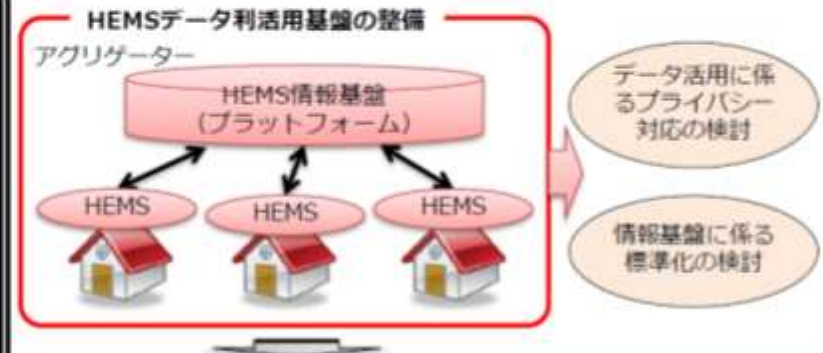 HEMSデータ利活用基盤の整備
アグリゲーター
HEMS情報基盤
(プラットフォーム)
HEMS
HEMS
HEMS
データ活用に係
るプライバシー
対応の検討
情報基盤に係る
標準化の検討